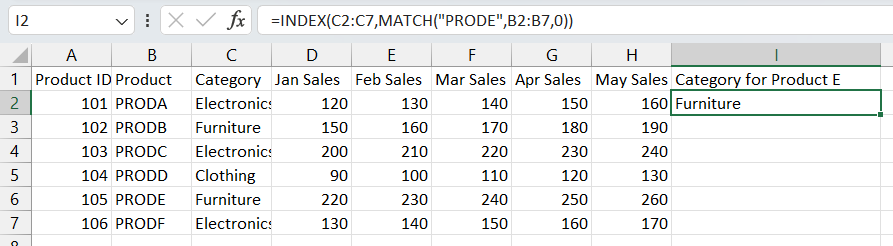 I2 fx =INDEX(C2:C7,MATCH("PRODE",B2:B7,0))
A B C D E F G H I
1 Product ID Product Category Jan Sales Feb Sales Mar Sales Apr Sales May Sales Category for Product E
2 101 PRODA Electronics 120 130 140 150 160 Furniture
3 102 PRODB Furniture 150 160 170 180 190
4 103 PRODC Electronics 200 210 220 230 240
5 104 PRODD Clothing 90 100 110 120 130
6 105 PRODE Furniture 220 230 240 250 260
7 106 PRODF Electronics 130 140 150 160 170